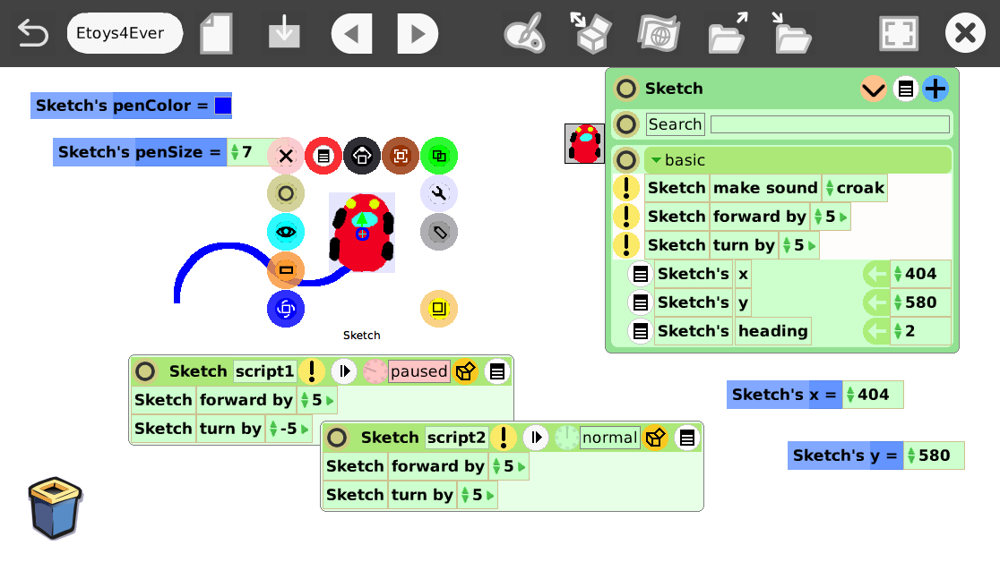 Etoys4Ever
Sketch's penColor =
Sketch's penSize = 7
Sketch
Search
basic
Sketch make sound croak
Sketch forward by 5
Sketch turn by 5
Sketch's x 404
Sketch's y 580
Sketch's heading 2
Sketch
Sketch script1 ! paused
Sketch forward by 5
Sketch turn by -5
Sketch script2 ! normal
Sketch forward by 5
Sketch turn by 5
Sketch's x = 404
Sketch's y = 580